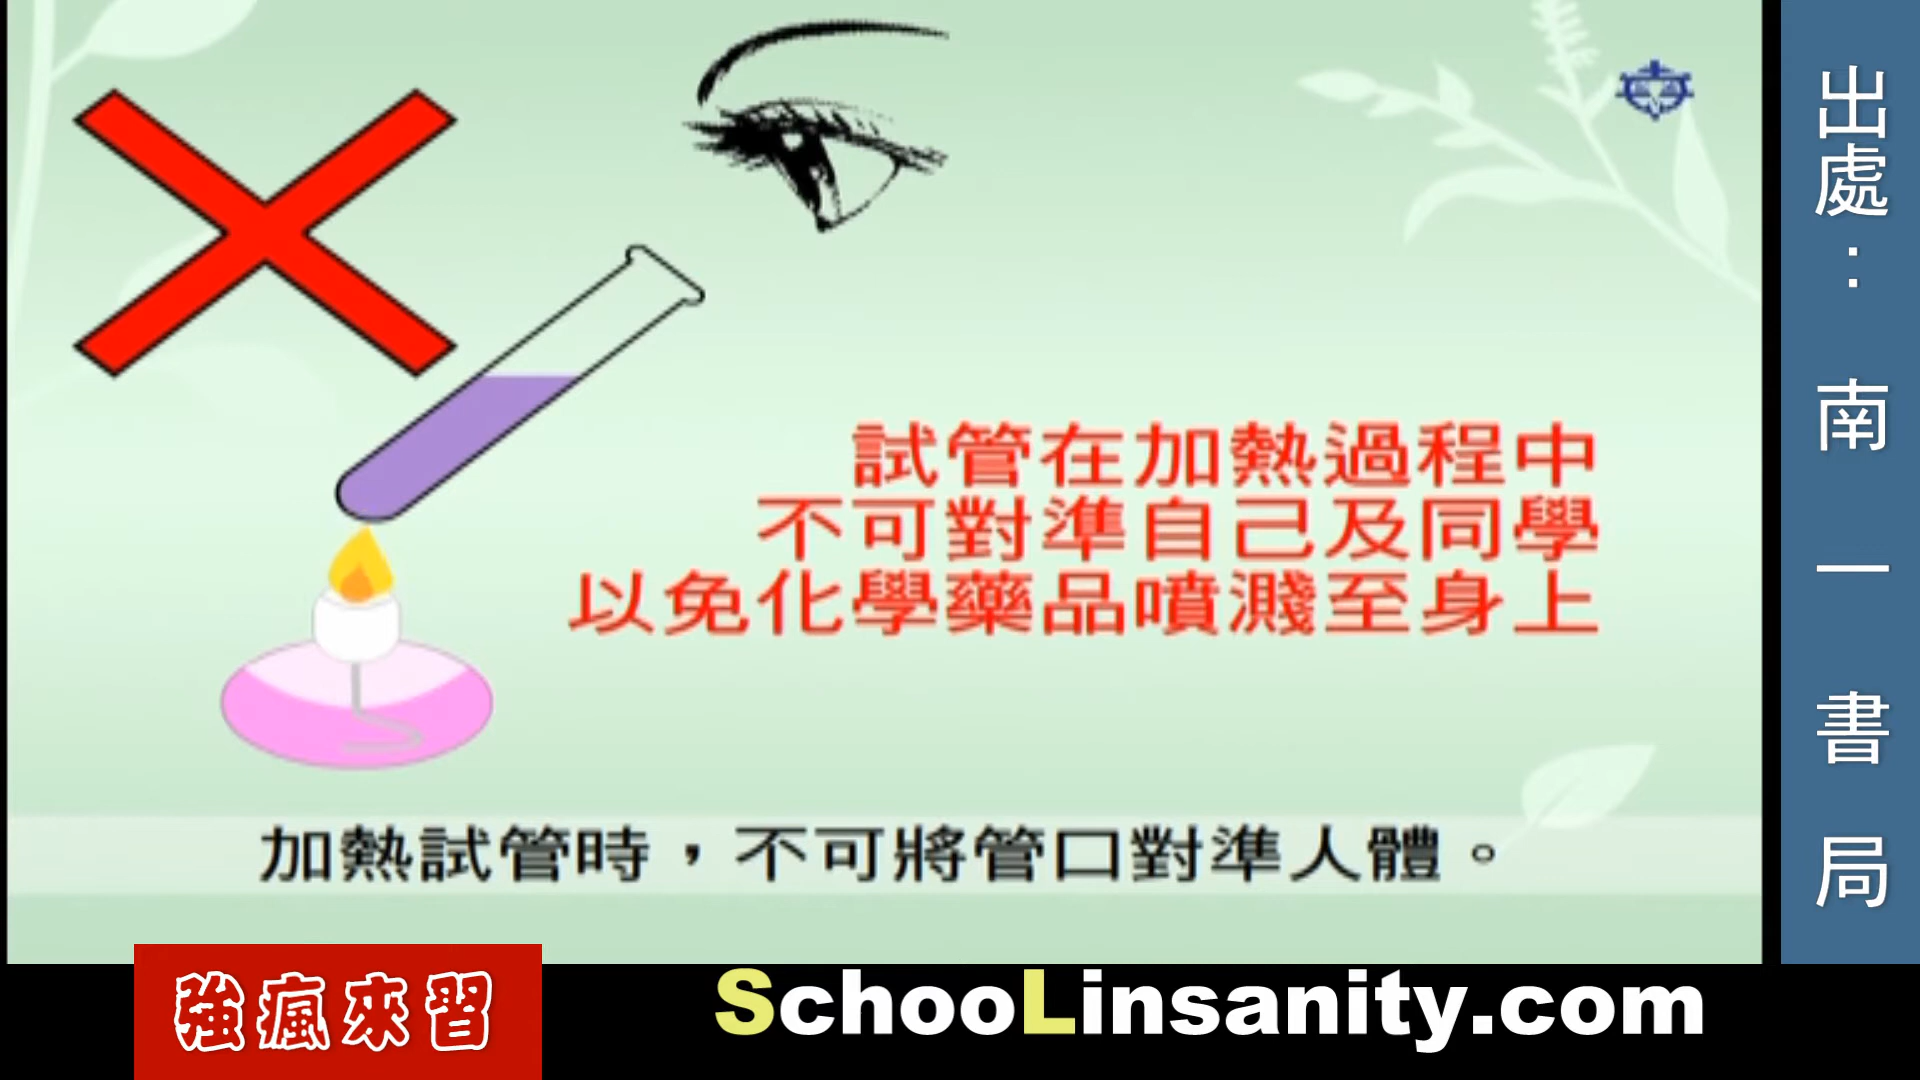 試管在加熱過程中
不可對準自己及同學
以免化學藥品噴濺至身上
加熱試管時，不可將管口對準人體。
出處：南一書局
強瘋來習
SchooLinsanity.com